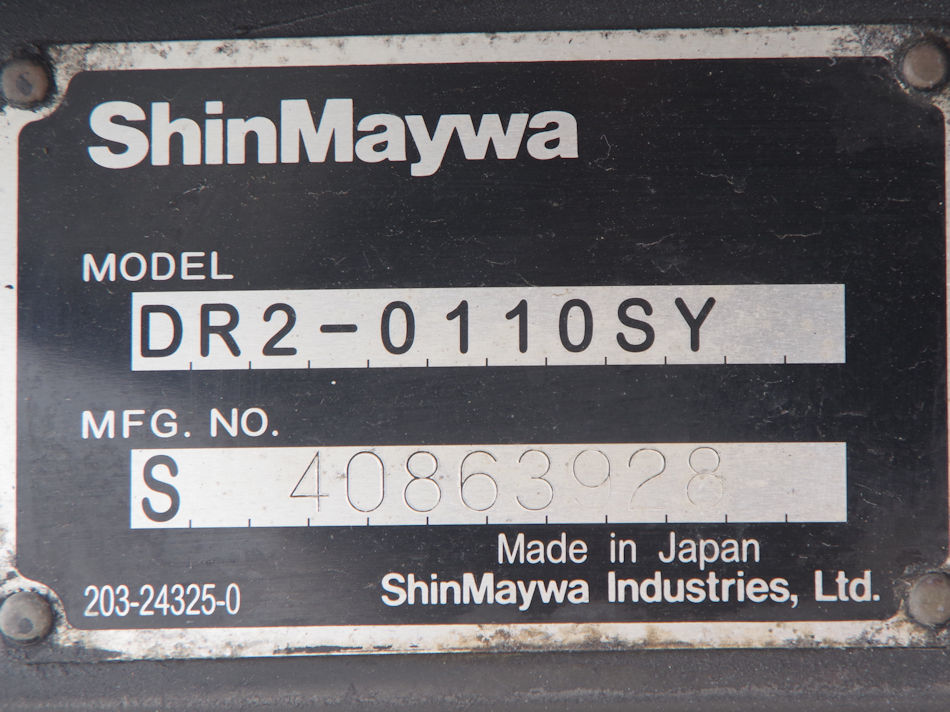 ShinMaywa
MODEL
DR2-0110SY
MFG. NO.
S 40863928
Made in Japan
203-24325-0 ShinMaywa Industries, Ltd.